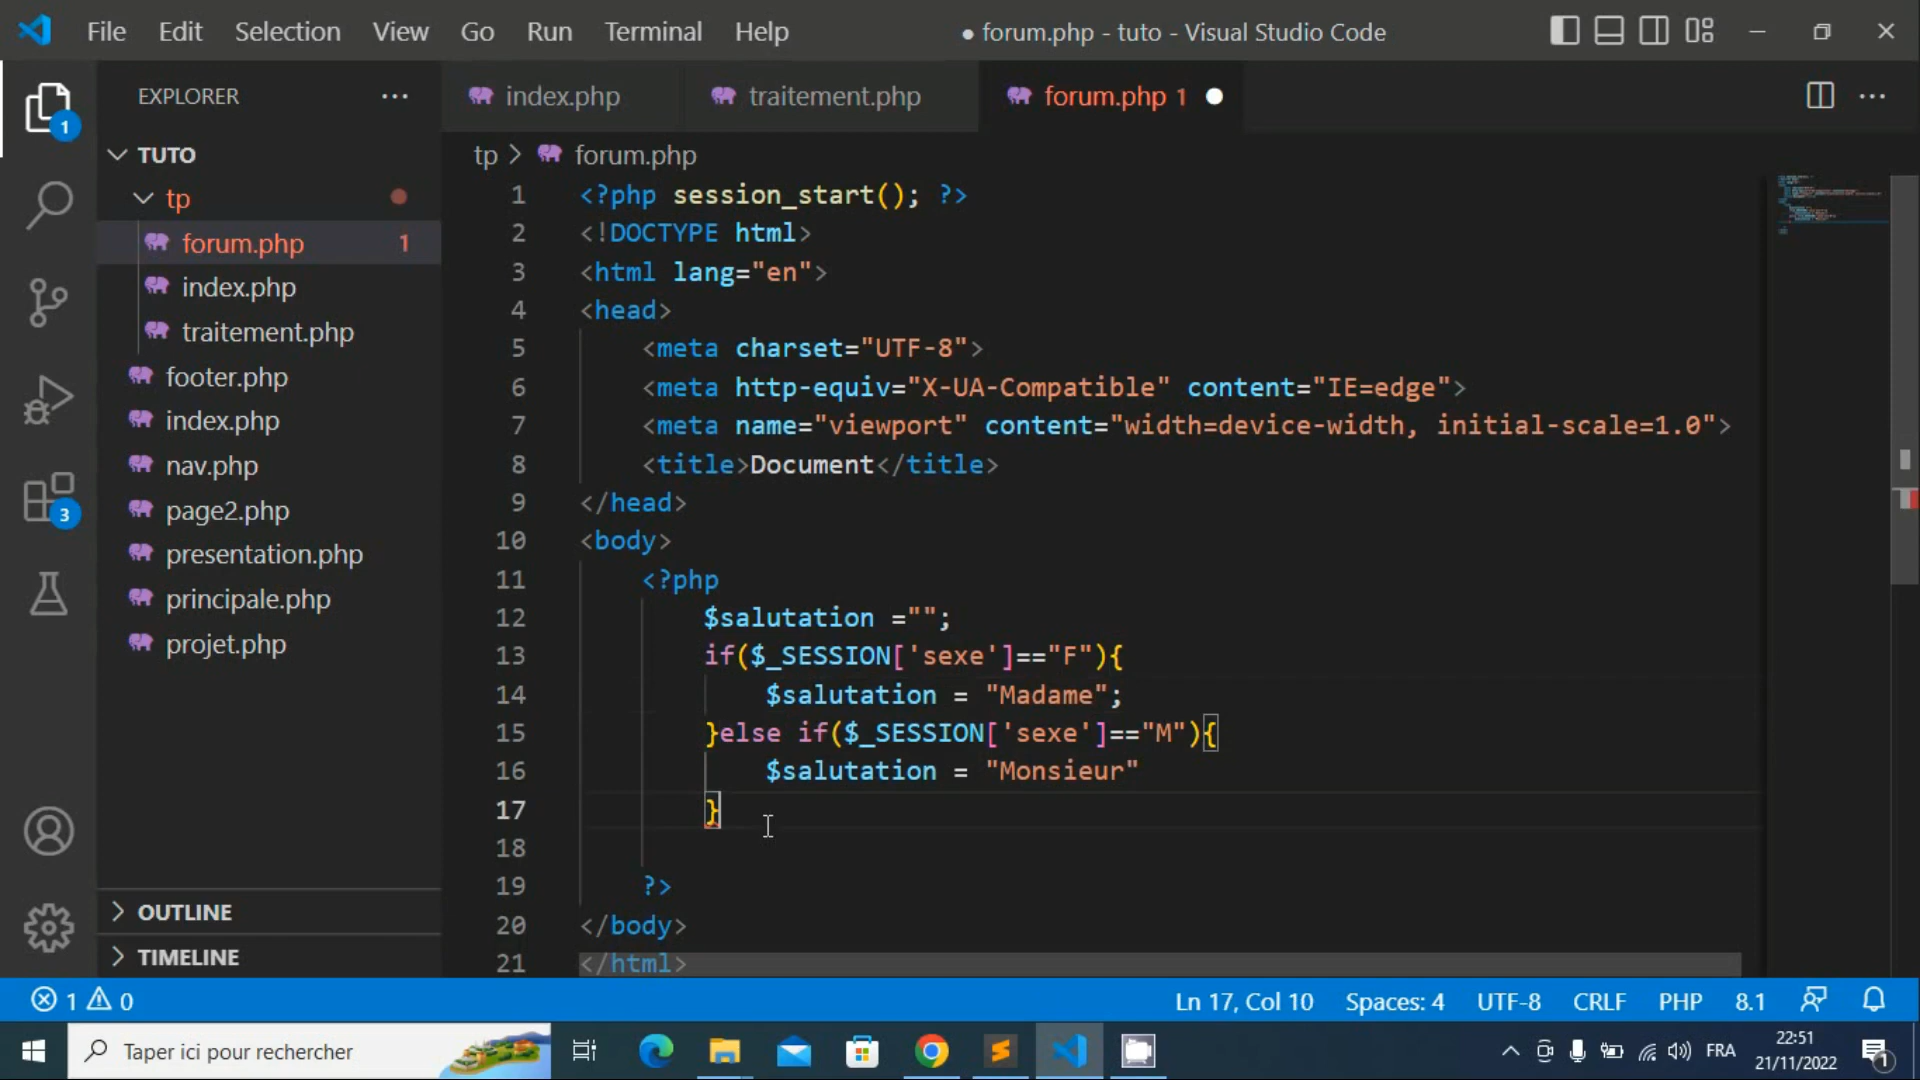 File Edit Selection View Go Run Terminal Help ● forum.php - tuto - Visual Studio Code
EXPLORER ...
index.php
traitement.php
forum.php 1
1
TUTO
tp
forum.php 1
index.php
traitement.php
footer.php
index.php
nav.php
page2.php
presentation.php
principale.php
projet.php
3
OUTLINE
TIMELINE
tp > forum.php
1 <?php session_start(); ?>
2 <!DOCTYPE html>
3 <html lang="en">
4 <head>
5 <meta charset="UTF-8">
6 <meta http-equiv="X-UA-Compatible" content="IE=edge">
7 <meta name="viewport" content="width=device-width, initial-scale=1.0">
8 <title>Document</title>
9 </head>
10 <body>
11 <?php
12 $salutation ="";
13 if($_SESSION['sexe']=="F"){
14 $salutation = "Madame";
15 }else if($_SESSION['sexe']=="M"){
16 $salutation = "Monsieur"
17 }
18
19 ?>
20 </body>
21 </html>
1 0 Ln 17, Col 10 Spaces: 4 UTF-8 CRLF PHP 8.1
Taper ici pour rechercher
FRA
22:51
21/11/2022
1